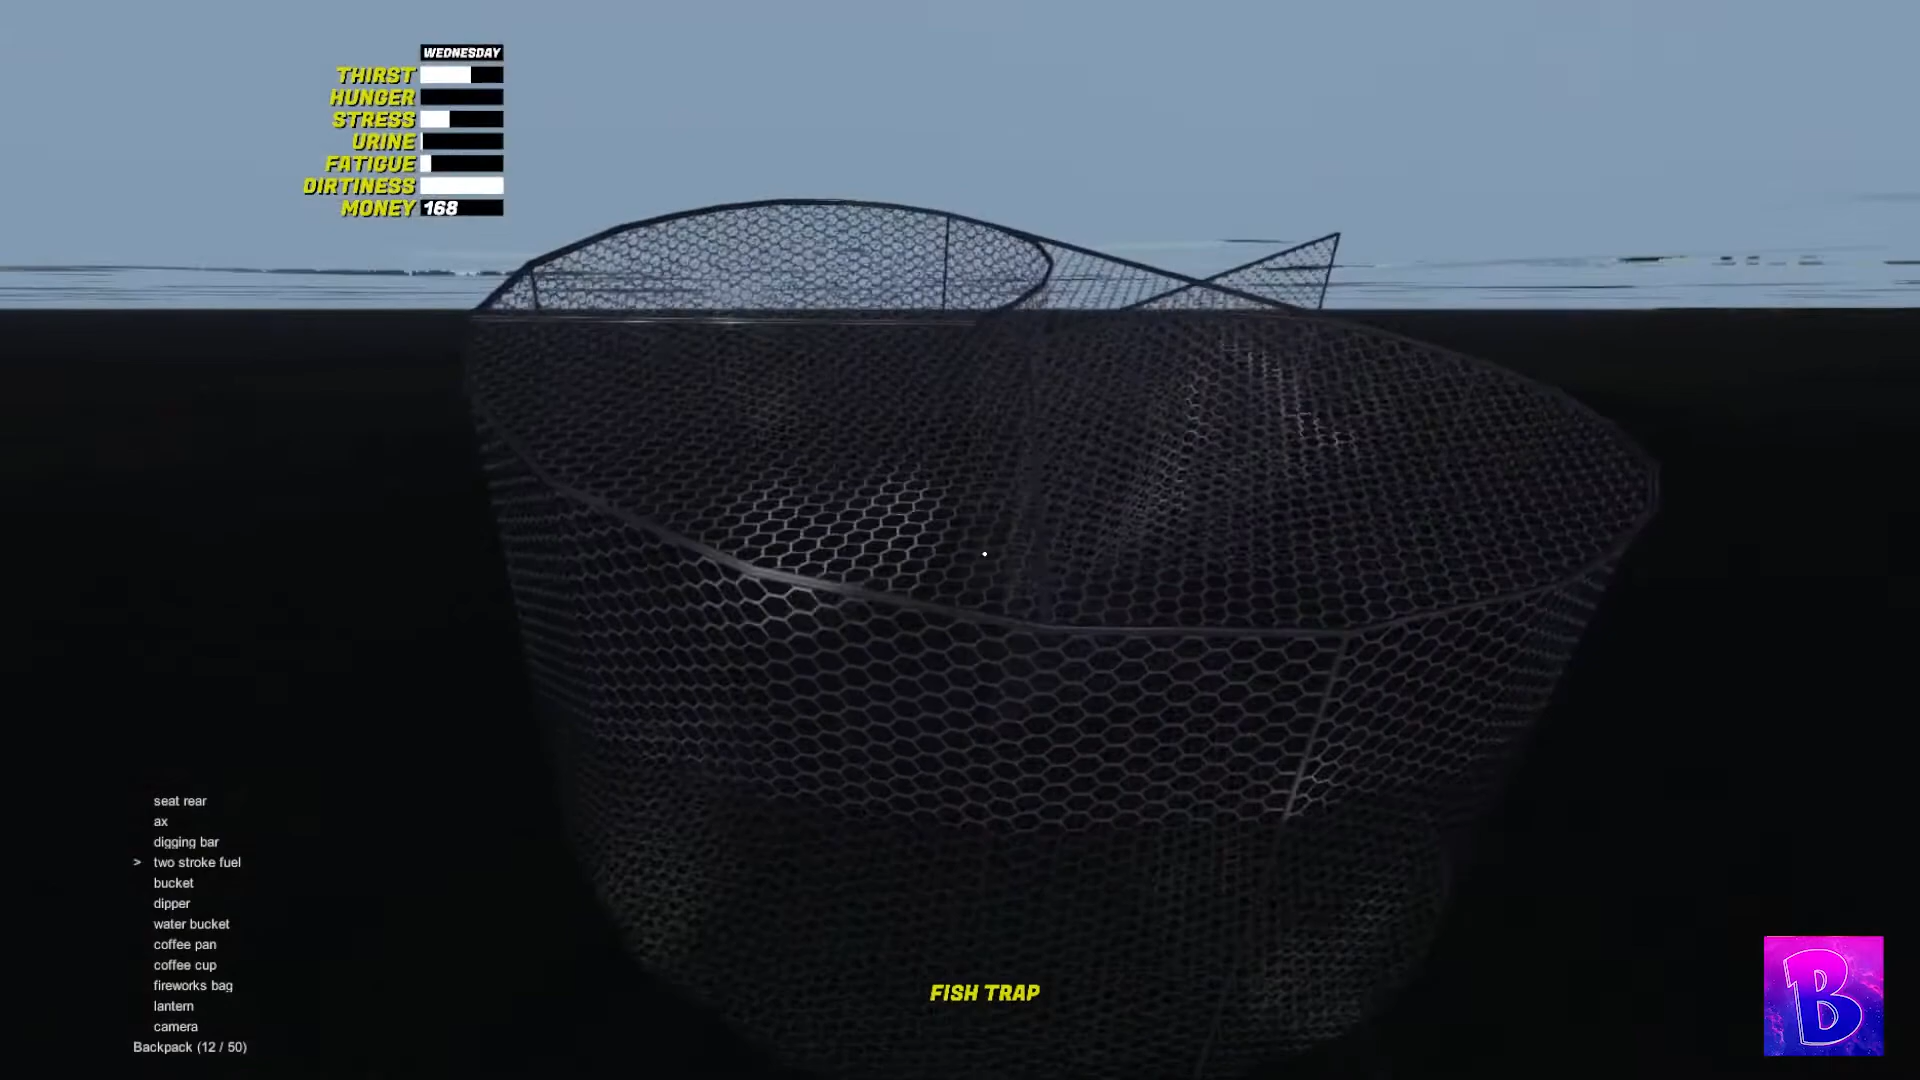 WEDNESDAY
THIRST
HUNGER
STRESS
URINE
FATIGUE
DIRTINESS
MONEY 168
seat rear
ax
digging bar
> two stroke fuel
bucket
dipper
water bucket
coffee pan
coffee cup
fireworks bag
lantern
camera
Backpack (12 / 50)
FISH TRAP
B